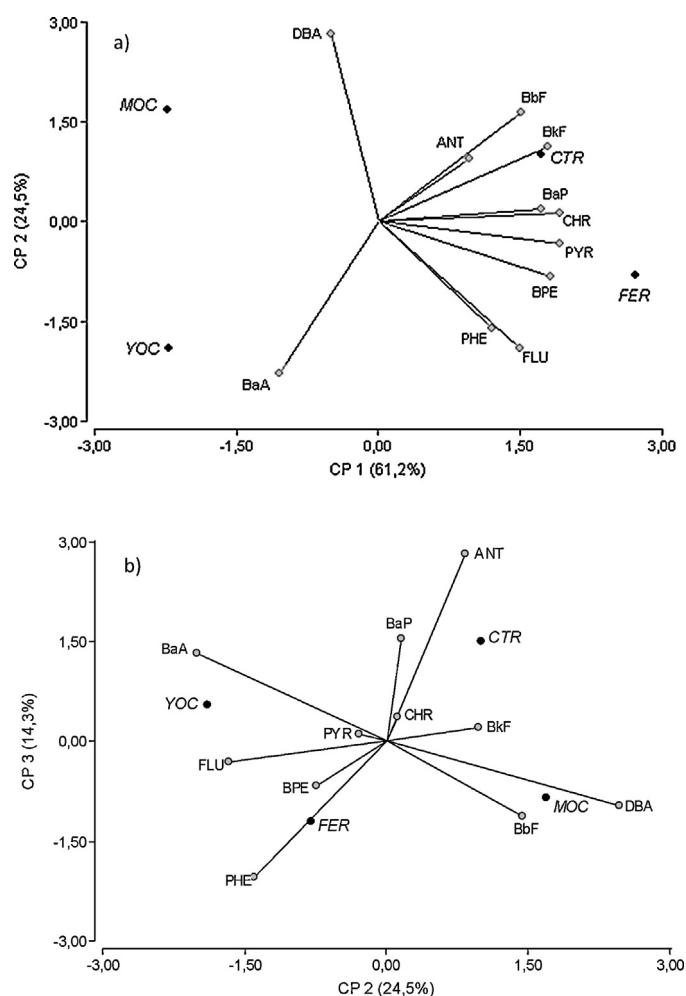 a)
3,00
DBA
MOC
BbF
1,50
ANT
BkF
CTR
BaP
CHR
CP 2 (24,5%)
0,00
PYR
BPE
FER
-1,50
PHE
FLU
YOC
BaA
-3,00
-3,00 -1,50 0,00 1,50 3,00
CP 1 (61,2%)
b)
3,00
ANT
BaP
CTR
1,50
BaA
YOC
CHR
BkF
PYR
CP 3 (14,3%)
0,00
FLU
BPE
MOC
DBA
FER
BbF
-1,50
PHE
-3,00
-3,00 -1,50 0,00 1,50 3,00
CP 2 (24,5%)